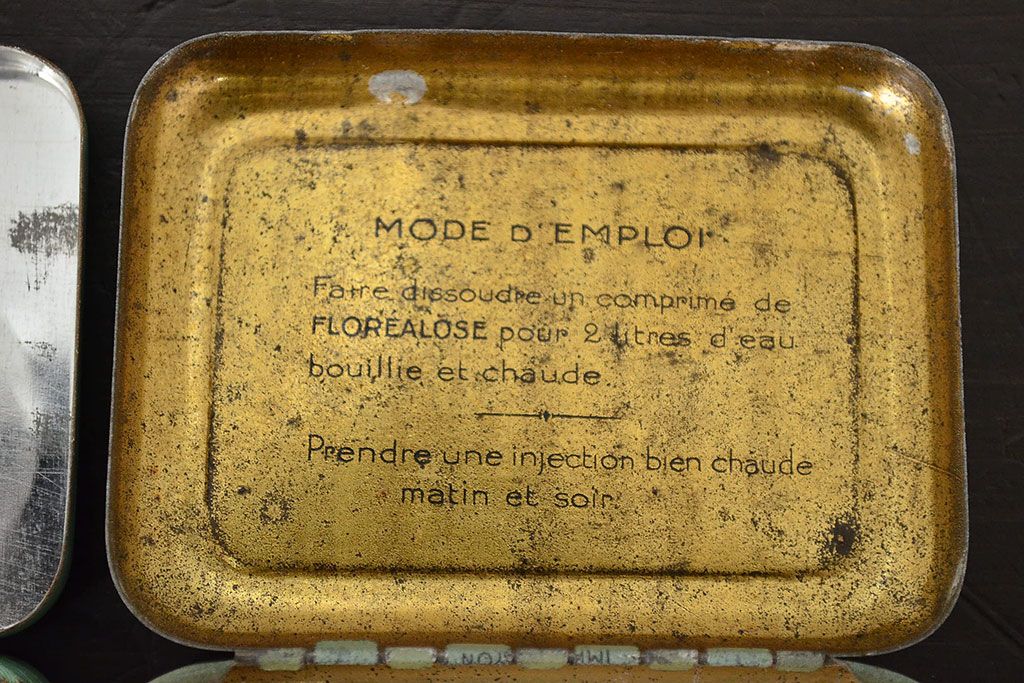 MODE D'EMPLOI
Faire dissoudre un comprimé de
FLORÉALOSE pour 2 litres d'eau
bouillie et chaude.
Prendre une injection bien chaude
matin et soir.